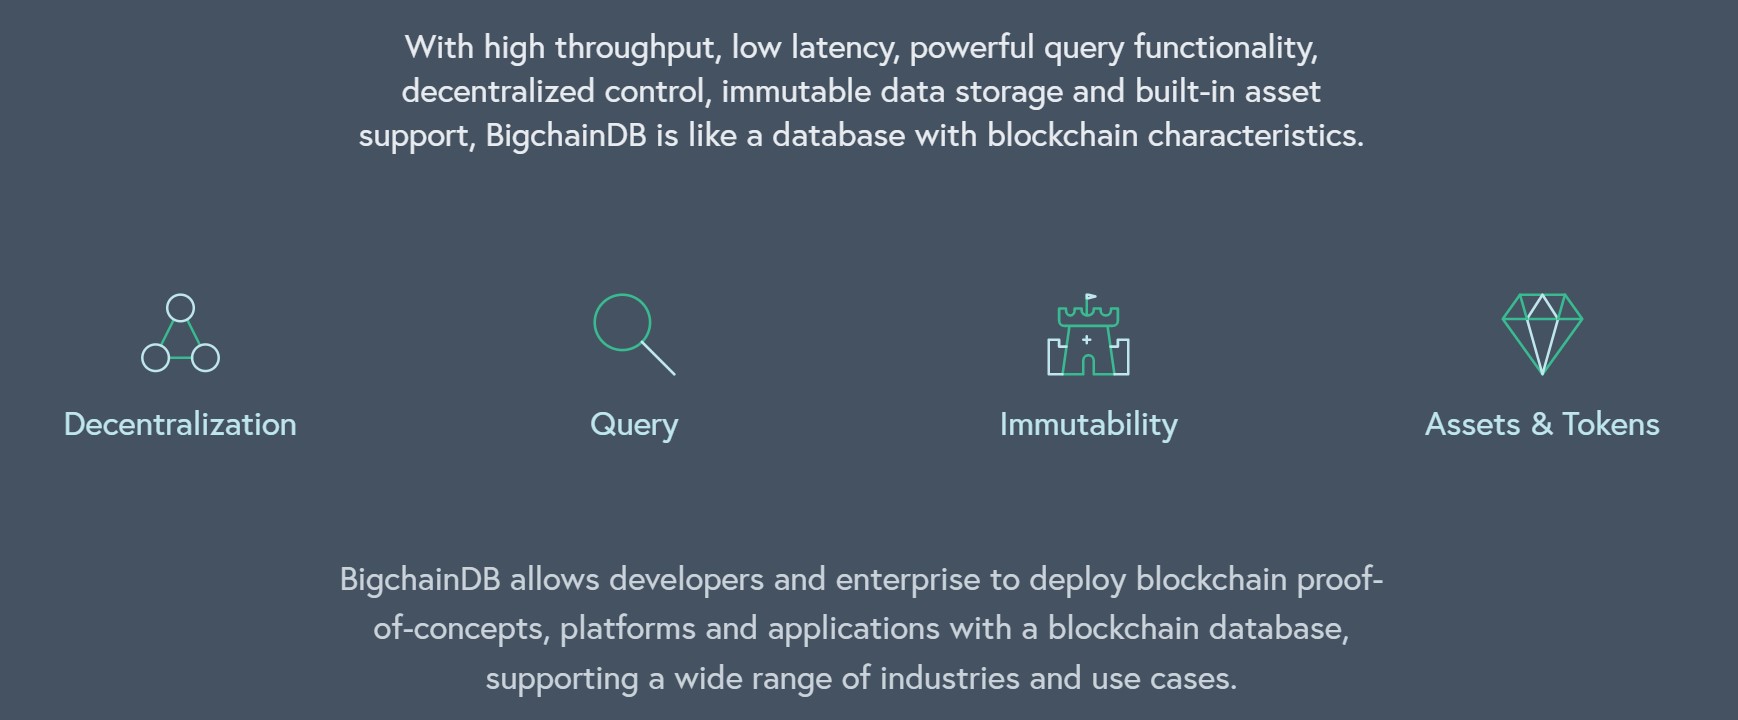 With high throughput, low latency, powerful query functionality,
decentralized control, immutable data storage and built-in asset
support, BigchainDB is like a database with blockchain characteristics.
Decentralization
Query
Immutability
Assets & Tokens
BigchainDB allows developers and enterprise to deploy blockchain proof-
of-concepts, platforms and applications with a blockchain database,
supporting a wide range of industries and use cases.